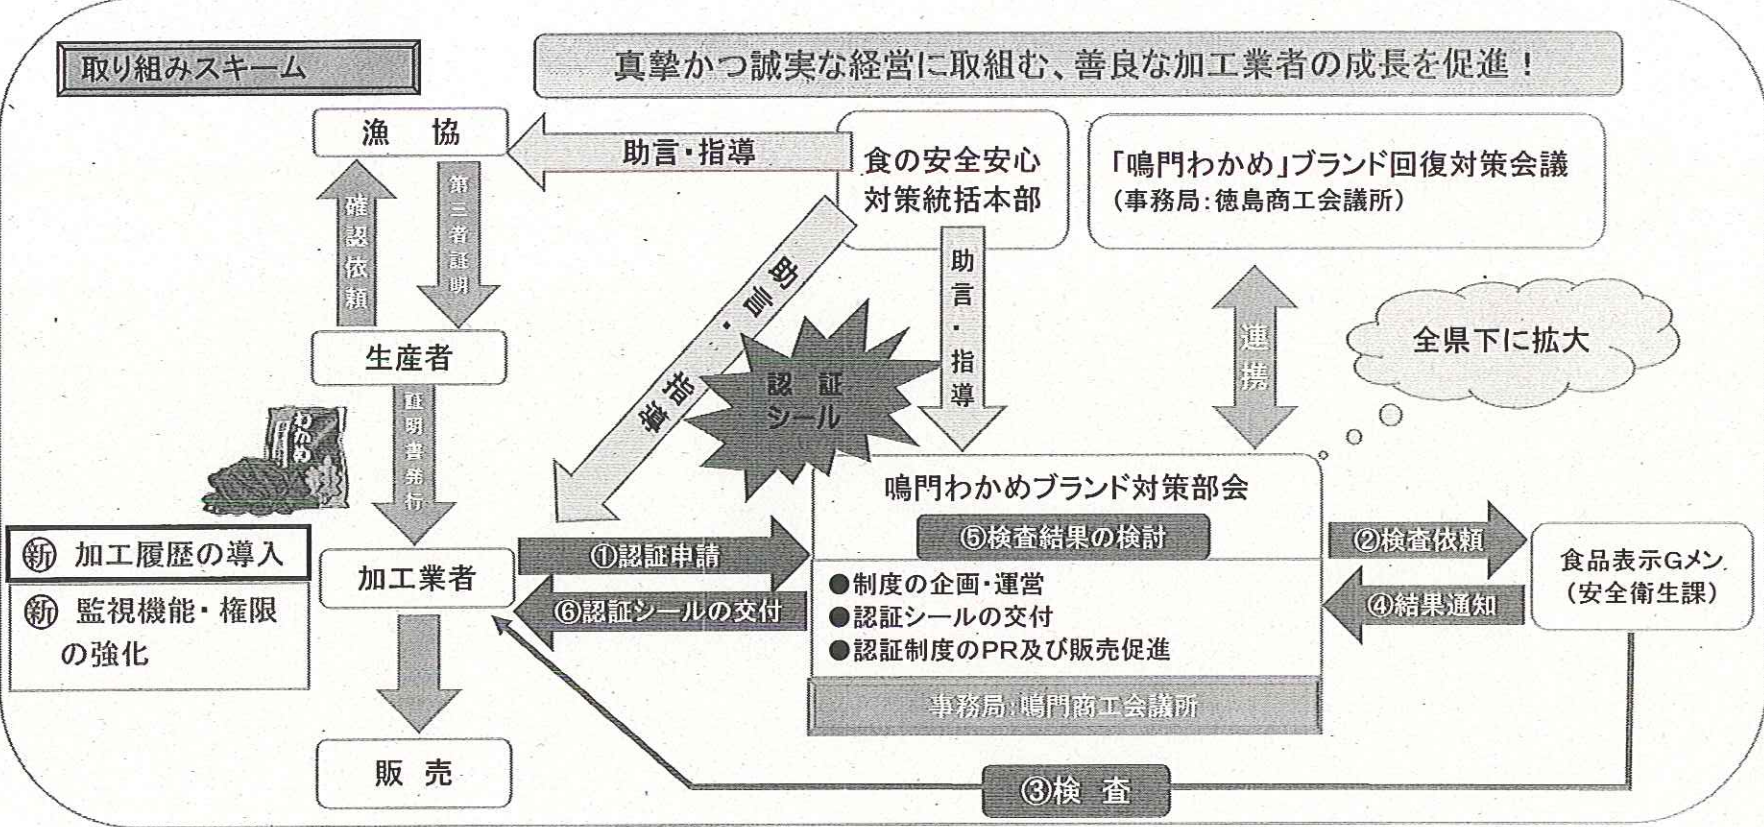 取り組みスキーム
真摯かつ誠実な経営に取組む、善良な加工業者の成長を促進！
漁 協
助言・指導
食の安全安心
対策統括本部
「鳴門わかめ」ブランド回復対策会議
（事務局：徳島商工会議所）
確認依頼
第三者証明
助言・指導
助言・指導
連携
全県下に拡大
生産者
認 証
シール
証明書発行
わかめ
鳴門わかめブランド対策部会
⑤検査結果の検討
●制度の企画・運営
●認証シールの交付
●認証制度のPR及び販売促進
事務局：鳴門商工会議所
㊟新 加工履歴の導入
新 監視機能・権限
の強化
加工業者
①認証申請
⑥認証シールの交付
②検査依頼
④結果通知
食品表示Gメン
（安全衛生課）
販 売
③検 査